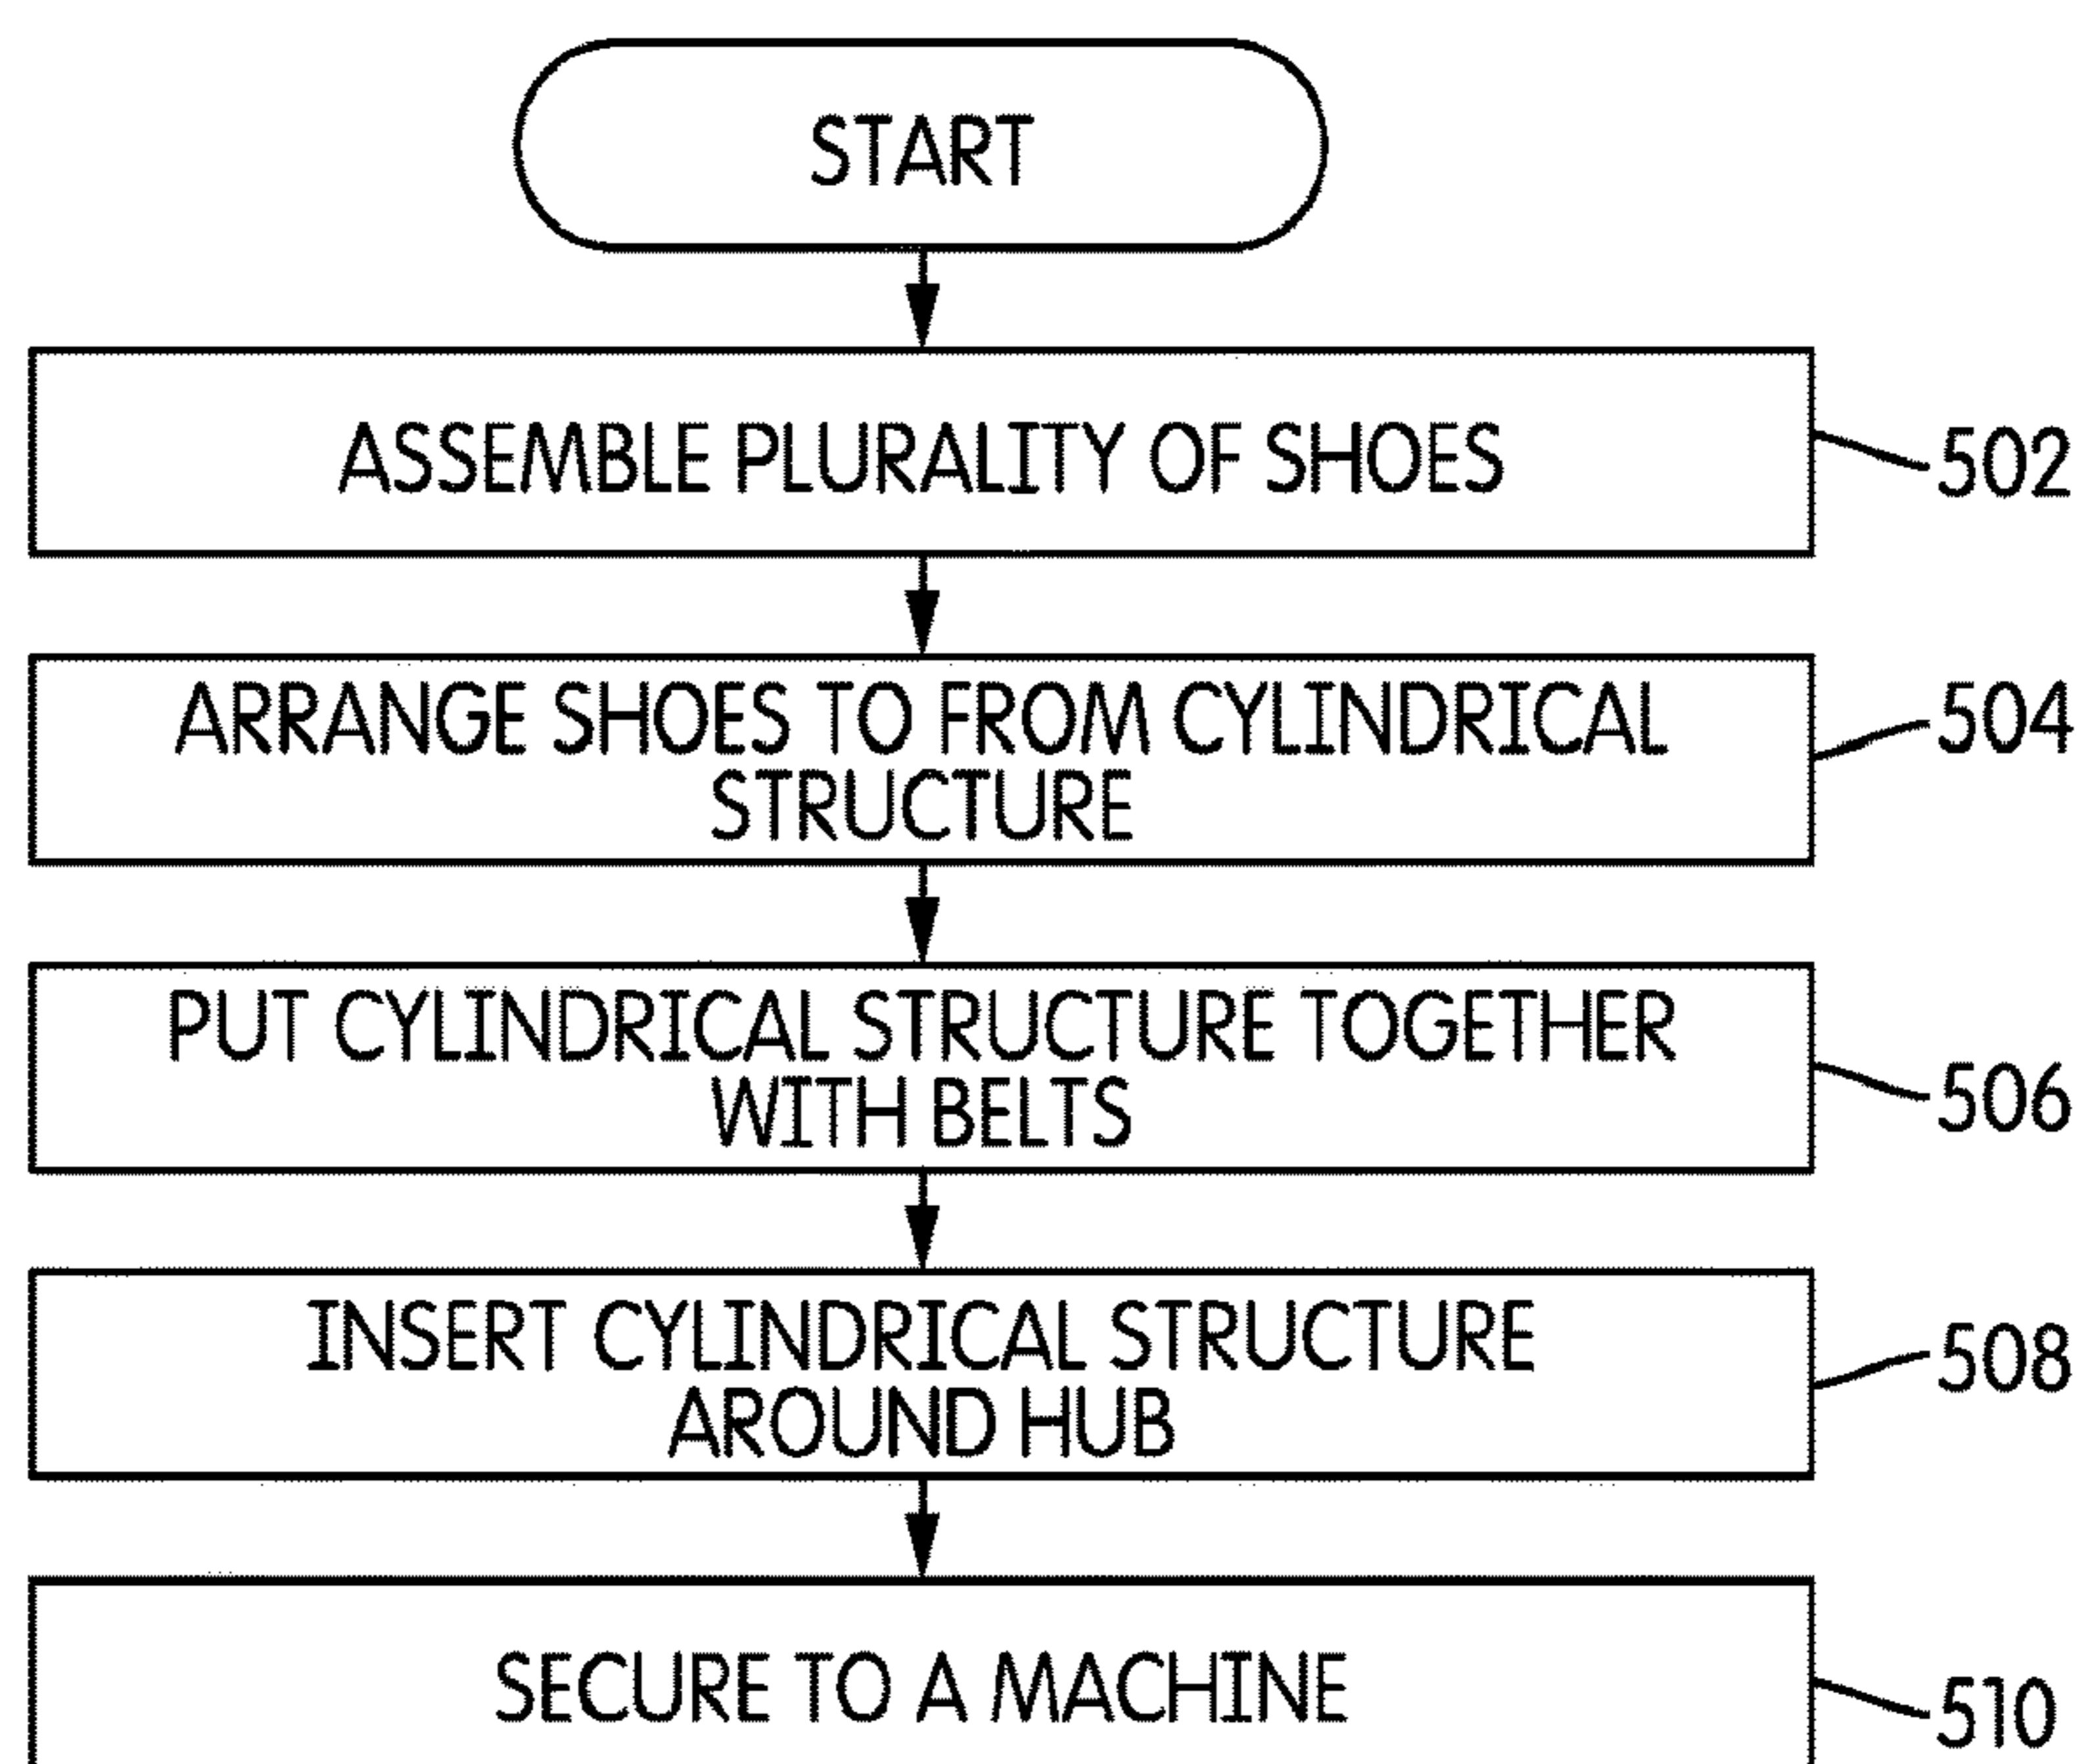 START
ASSEMBLE PLURALITY OF SHOES
502
ARRANGE SHOES TO FROM CYLINDRICAL
STRUCTURE
504
PUT CYLINDRICAL STRUCTURE TOGETHER
WITH BELTS
506
INSERT CYLINDRICAL STRUCTURE
AROUND HUB
508
SECURE TO A MACHINE
510